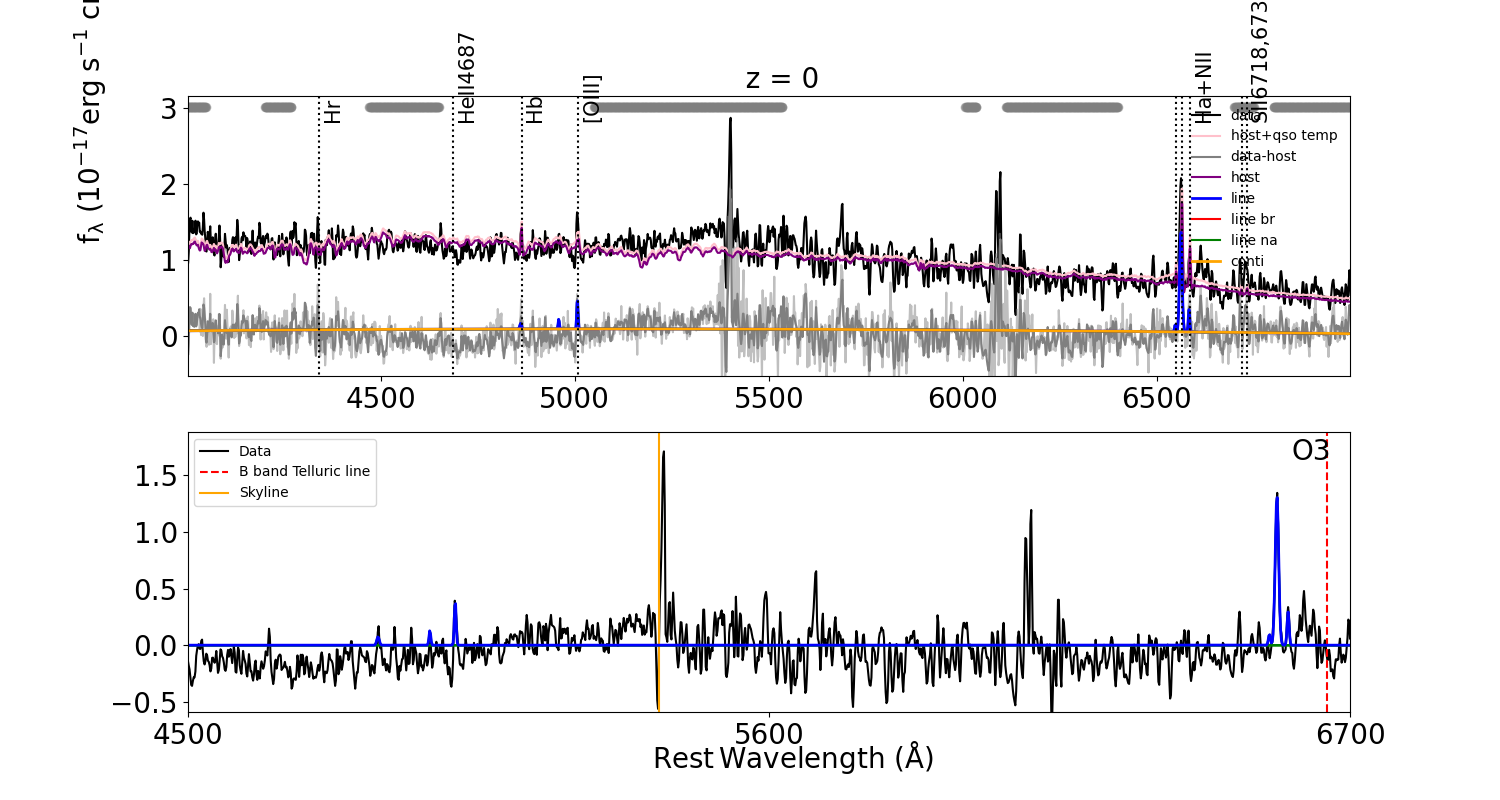 z = 0
f_λ (10^−17 erg s^−1
Hr
HeII4687
Hb
[OIII]
Ha+NII
SII6718,673
3
2
1
0
data
host+qso temp
data-host
host
line
line br
line na
conti
4500 5000 5500 6000 6500
Data
B band Telluric line
Skyline
O3
1.5
1.0
0.5
0.0
−0.5
4500 5600 6700
Rest Wavelength (Å)